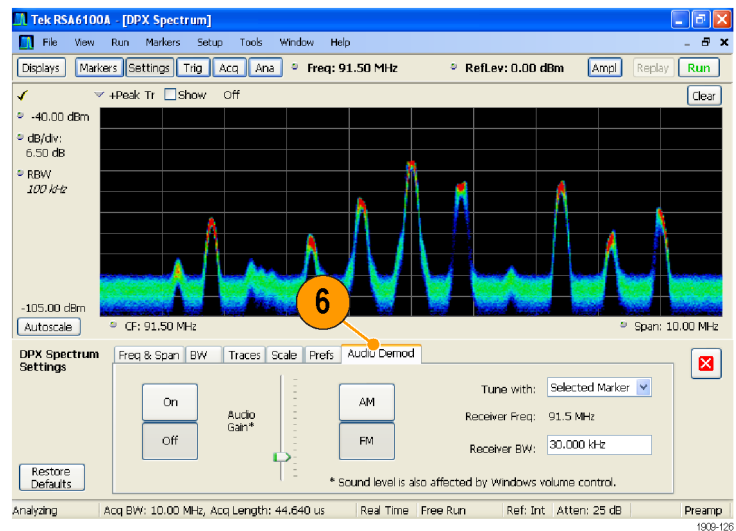 Tek RSA6100A - [DPX Spectrum]
File View Run Markers Setup Tools Window Help
Displays Markers Settings Trig Acq Ana Freq: 91.50 MHz RefLev: 0.00 dBm Ampl Replay Run
+Peak Tr Show Off Clear
-40.00 dBm
dB/div:
6.50 dB
RBW
100 kHz
-105.00 dBm
6
Autoscale CF: 91.50 MHz Span: 10.00 MHz
DPX Spectrum
Settings
Freq & Span BW Traces Scale Prefs Audio Demod
On
Off
Audio
Gain*
AM
FM
Tune with: Selected Marker
Receiver Freq: 91.5 MHz
Receiver BW: 30.000 kHz
* Sound level is also affected by Windows volume control.
Restore
Defaults
Analyzing Acq BW: 10.00 MHz, Acq Length: 44.640 us Real Time Free Run Ref: Int Atten: 25 dB Preamp
1909-126